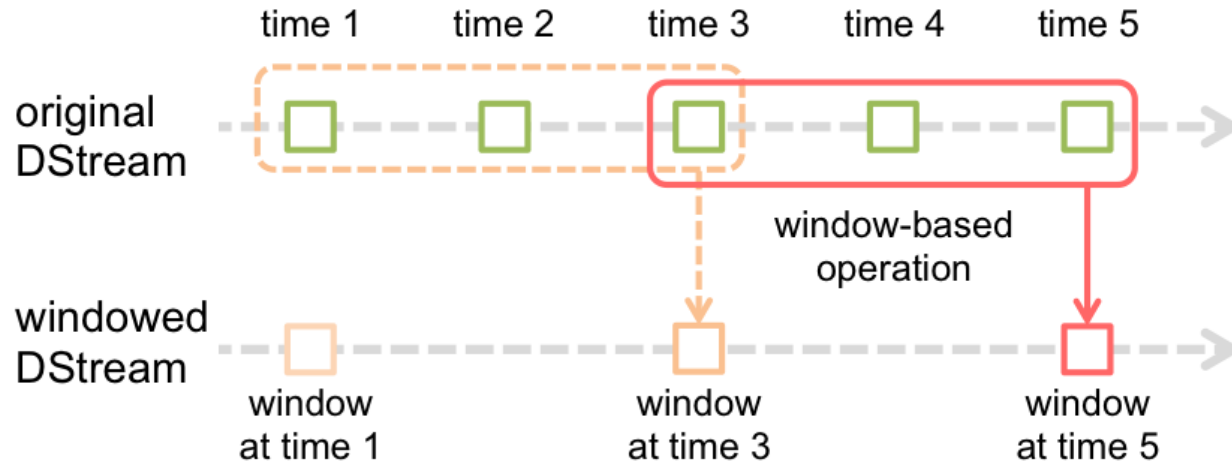 time 1
time 2
time 3
time 4
time 5
original
DStream
window-based
operation
windowed
DStream
window
at time 1
window
at time 3
window
at time 5